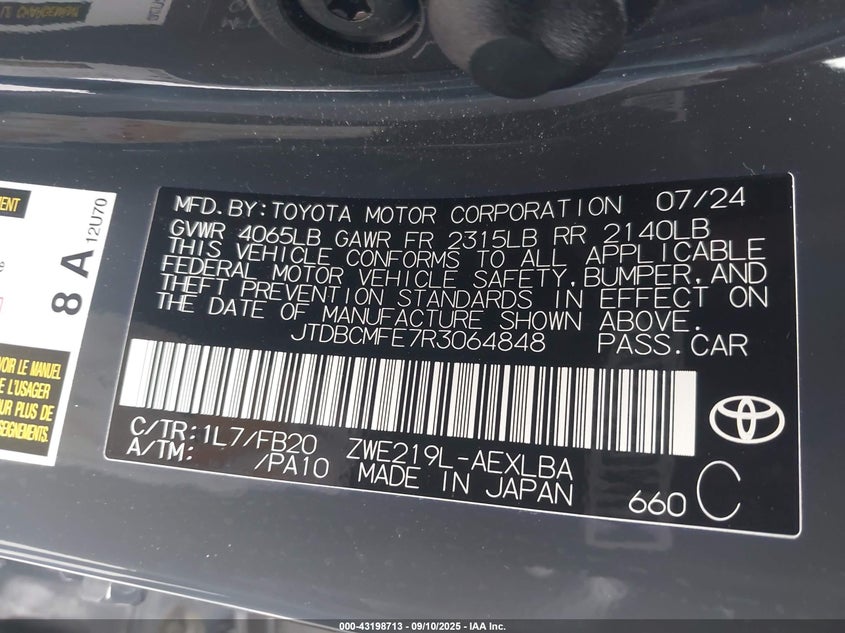 MFD.BY:TOYOTA MOTOR CORPORATION 07/24
GVWR 4065LB GAWR FR 2315LB RR 2140LB
THIS VEHICLE CONFORMS TO ALL APPLICABLE
FEDERAL MOTOR VEHICLE SAFETY, BUMPER, AND
THEFT PREVENTION STANDARDS IN EFFECT ON
THE DATE OF MANUFACTURE SHOWN ABOVE.
JTDBCMFE7R3064848 PASS.CAR
C/TR:1L7/FB20 ZWE219L-AEXLBA
A/TM: /PA10 MADE IN JAPAN
660 C
TOYOTA
8 A 12U70
VOIR LE MANUEL
L'USAGER
PLUS DE
000-43198713 - 09/10/2025 - IAA Inc.